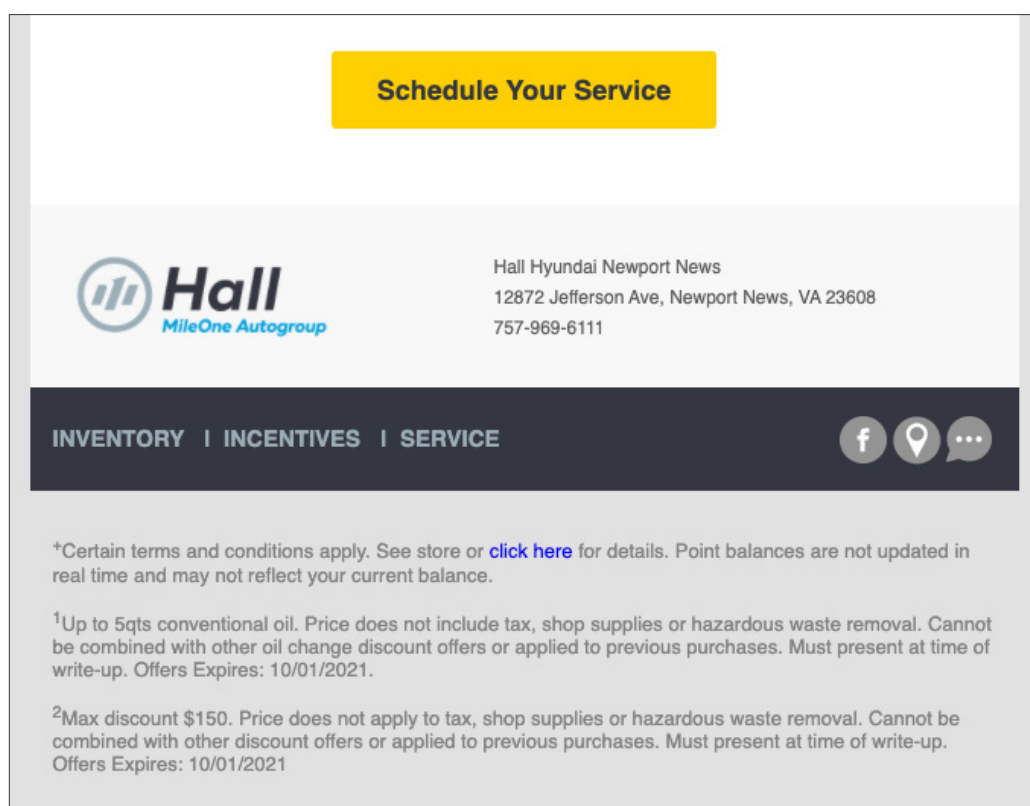 Schedule Your Service
Hall
MileOne Autogroup
Hall Hyundai Newport News
12872 Jefferson Ave, Newport News, VA 23608
757-969-6111
INVENTORY | INCENTIVES | SERVICE
f
+Certain terms and conditions apply. See store or click here for details. Point balances are not updated in
real time and may not reflect your current balance.
1Up to 5qts conventional oil. Price does not include tax, shop supplies or hazardous waste removal. Cannot
be combined with other oil change discount offers or applied to previous purchases. Must present at time of
write-up. Offers Expires: 10/01/2021.
2Max discount $150. Price does not apply to tax, shop supplies or hazardous waste removal. Cannot be
combined with other discount offers or applied to previous purchases. Must present at time of write-up.
Offers Expires: 10/01/2021